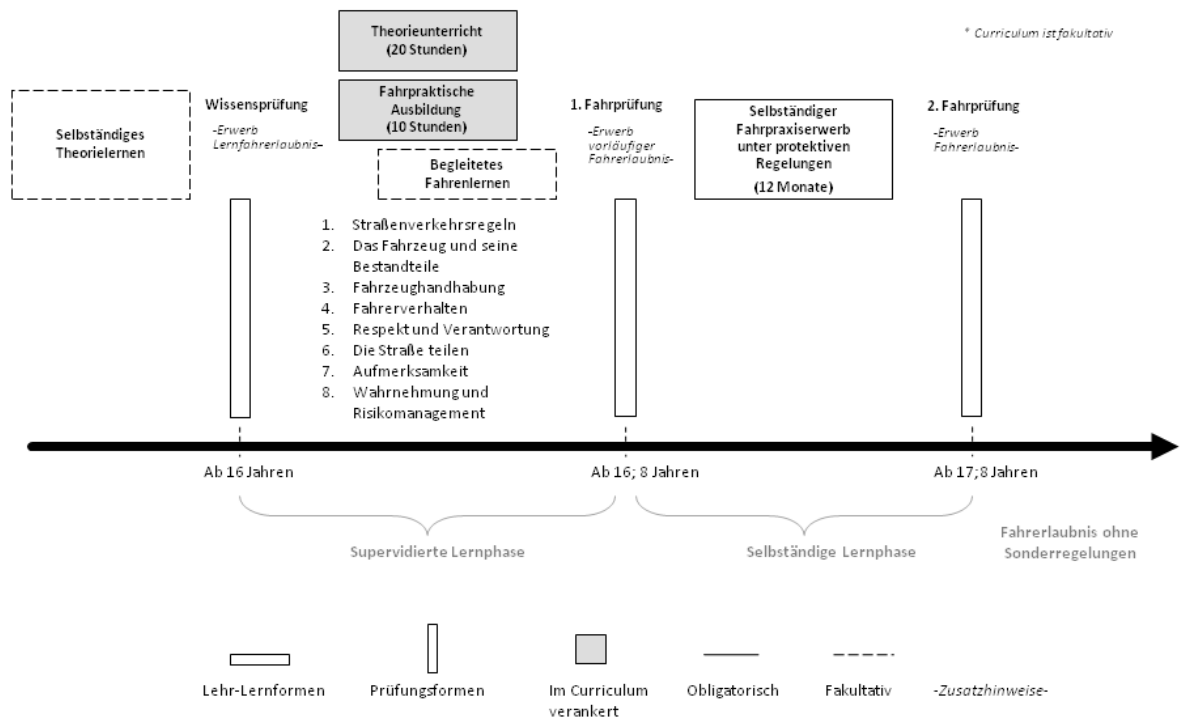 Theorieunterricht
(20 Stunden)
* Curriculum ist fakultativ
Selbständiges
Theorielernen
Wissensprüfung
-Erwerb
Lernfahrerlaubnis-
Fahrpraktische
Ausbildung
(10 Stunden)
Begleitetes
Fahrenlernen
1. Fahrprüfung
-Erwerb
vorläufiger
Fahrerlaubnis-
Selbständiger
Fahrpraxiserwerb
unter protektiven
Regelungen
(12 Monate)
2. Fahrprüfung
-Erwerb
Fahrerlaubnis-
1. Straßenverkehrsregeln
2. Das Fahrzeug und seine
Bestandteile
3. Fahrzeughandhabung
4. Fahrerverhalten
5. Respekt und Verantwortung
6. Die Straße teilen
7. Aufmerksamkeit
8. Wahrnehmung und
Risikomanagement
Ab 16 Jahren
Ab 16; 8 Jahren
Ab 17;8 Jahren
Supervidierte Lernphase
Selbständige Lernphase
Fahrerlaubnis ohne
Sonderregelungen
Lehr-Lernformen
Prüfungsformen
Im Curriculum
verankert
Obligatorisch
Fakultativ
-Zusatzhinweise-